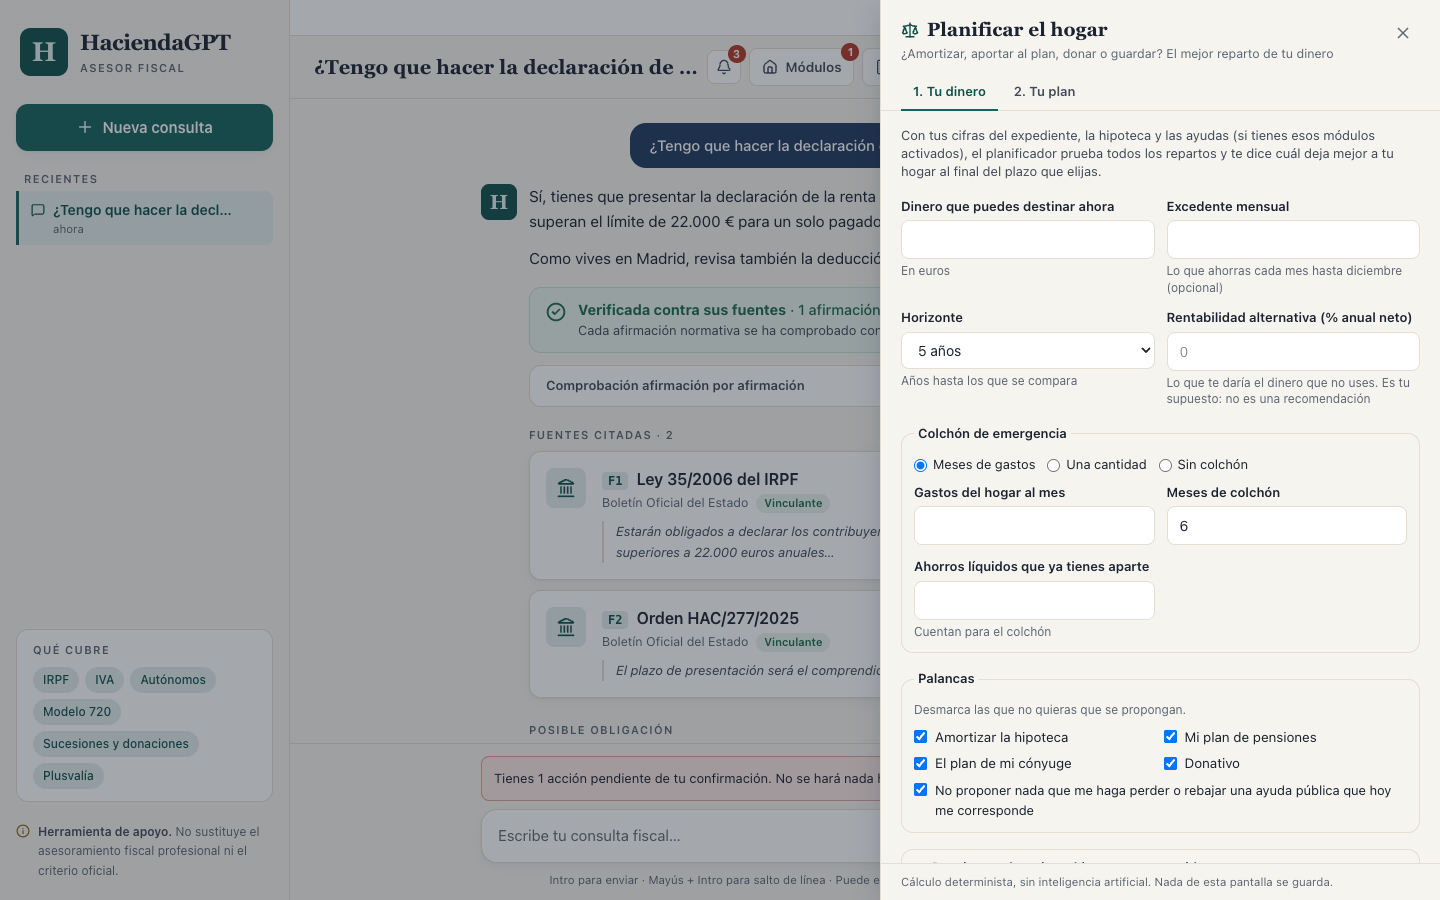 H
HaciendaGPT
ASESOR FISCAL
Nueva consulta
RECIENTES
¿Tengo que hacer la decl...
ahora
QUÉ CUBRE
IRPF
IVA
Autónomos
Modelo 720
Sucesiones y donaciones
Plusvalía
Herramienta de apoyo. No sustituye el
asesoramiento fiscal profesional ni el
criterio oficial.
¿Tengo que hacer la declaración de ...
3
Módulos
1
¿Tengo que hacer la declaración
H
Sí, tienes que presentar la declaración de la renta
superan el límite de 22.000 € para un solo pagado
Como vives en Madrid, revisa también la deducció
Verificada contra sus fuentes · 1 afirmación
Cada afirmación normativa se ha comprobado con
Comprobación afirmación por afirmación
FUENTES CITADAS · 2
F1 Ley 35/2006 del IRPF
Boletín Oficial del Estado Vinculante
Estarán obligados a declarar los contribuyen
superiores a 22.000 euros anuales...
F2 Orden HAC/277/2025
Boletín Oficial del Estado Vinculante
El plazo de presentación será el comprendid
POSIBLE OBLIGACIÓN
Tienes 1 acción pendiente de tu confirmación. No se hará nada
Escribe tu consulta fiscal...
Intro para enviar · Mayús + Intro para salto de línea · Puede e
Planificar el hogar
¿Amortizar, aportar al plan, donar o guardar? El mejor reparto de tu dinero
1. Tu dinero
2. Tu plan
Con tus cifras del expediente, la hipoteca y las ayudas (si tienes esos módulos
activados), el planificador prueba todos los repartos y te dice cuál deja mejor a tu
hogar al final del plazo que elijas.
Dinero que puedes destinar ahora
En euros
Excedente mensual
Lo que ahorras cada mes hasta diciembre
(opcional)
Horizonte
5 años
Años hasta los que se compara
Rentabilidad alternativa (% anual neto)
0
Lo que te daría el dinero que no uses. Es tu
supuesto: no es una recomendación
Colchón de emergencia
Meses de gastos
Una cantidad
Sin colchón
Gastos del hogar al mes
Meses de colchón
6
Ahorros líquidos que ya tienes aparte
Cuentan para el colchón
Palancas
Desmarca las que no quieras que se propongan.
Amortizar la hipoteca
Mi plan de pensiones
El plan de mi cónyuge
Donativo
No proponer nada que me haga perder o rebajar una ayuda pública que hoy
me corresponde
Cálculo determinista, sin inteligencia artificial. Nada de esta pantalla se guarda.